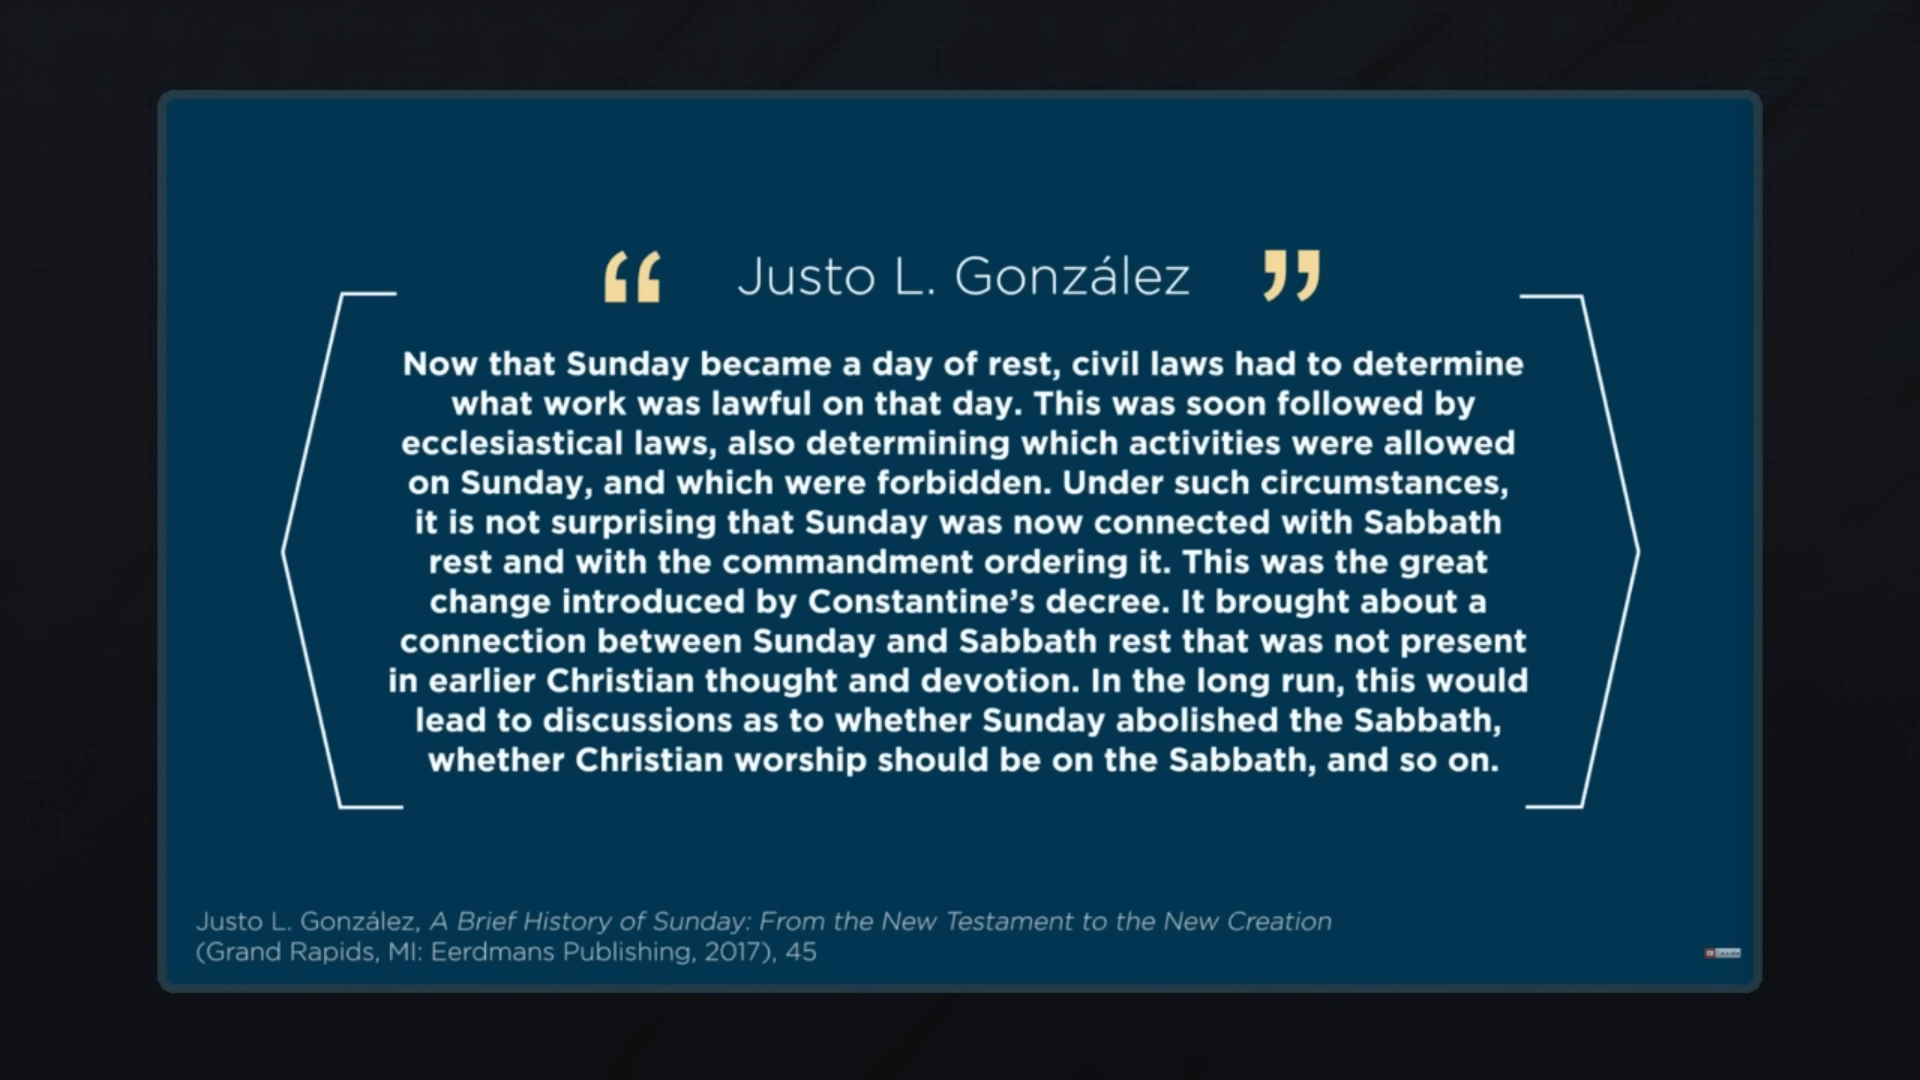 “ Justo L. González ”
Now that Sunday became a day of rest, civil laws had to determine
what work was lawful on that day. This was soon followed by
ecclesiastical laws, also determining which activities were allowed
on Sunday, and which were forbidden. Under such circumstances,
it is not surprising that Sunday was now connected with Sabbath
rest and with the commandment ordering it. This was the great
change introduced by Constantine’s decree. It brought about a
connection between Sunday and Sabbath rest that was not present
in earlier Christian thought and devotion. In the long run, this would
lead to discussions as to whether Sunday abolished the Sabbath,
whether Christian worship should be on the Sabbath, and so on.
Justo L. González, A Brief History of Sunday: From the New Testament to the New Creation
(Grand Rapids, MI: Eerdmans Publishing, 2017), 45